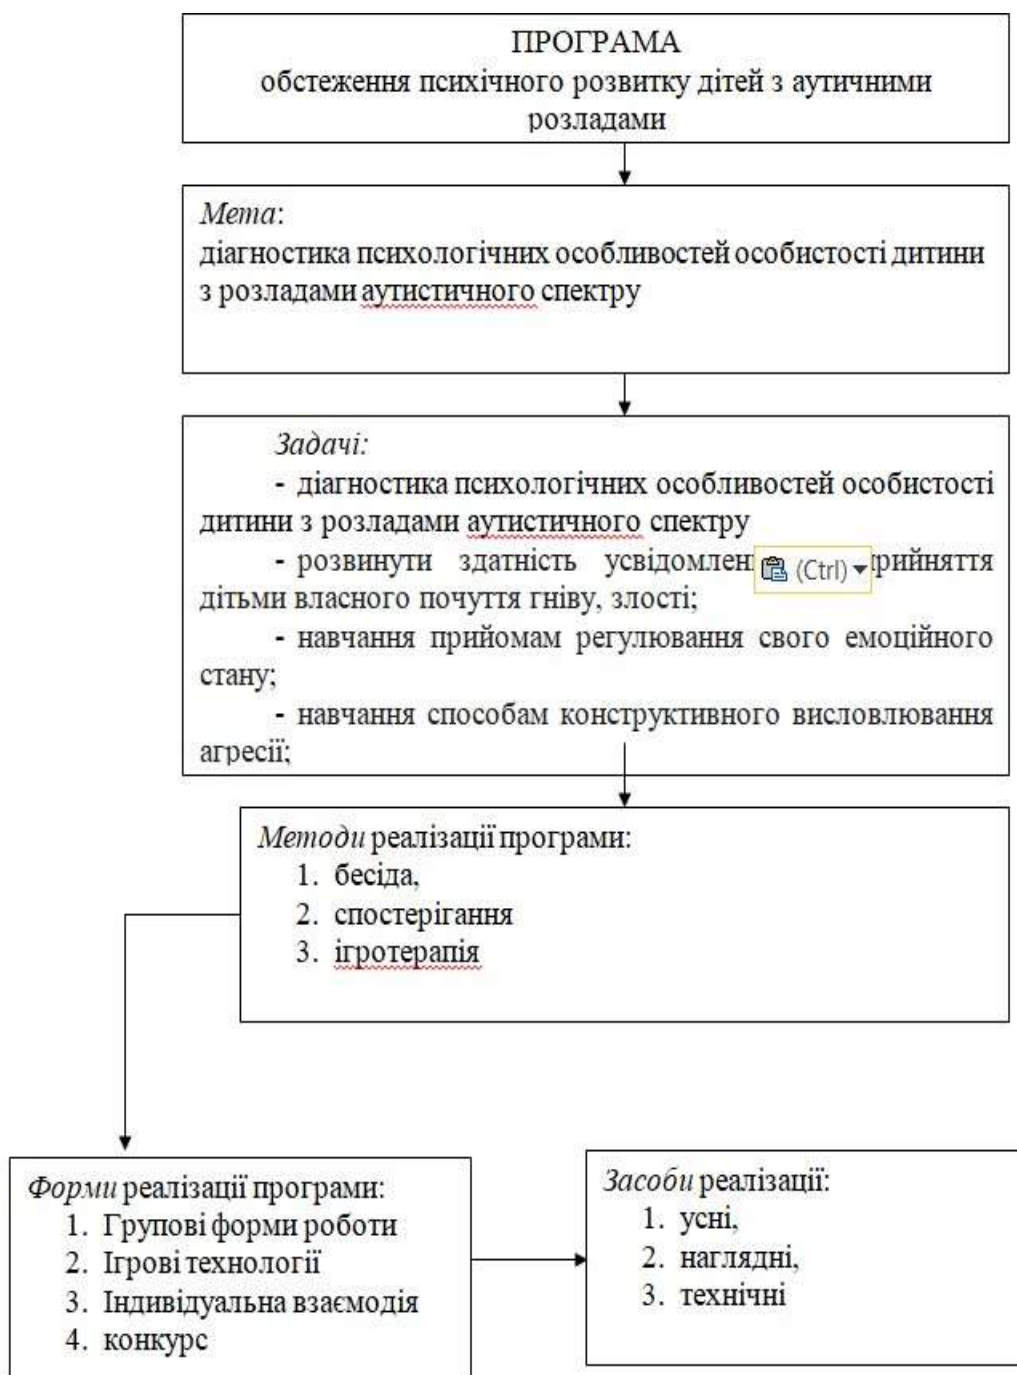 ПРОГРАМА
обстеження психічного розвитку дітей з аутичними
розладами
Мета:
діагностика психологічних особливостей особистості дитини
з розладами аутистичного спектру
Задачі:
- діагностика психологічних особливостей особистості
дитини з розладами аутистичного спектру
- розвинути здатність
(Ctrl)
дітьми власного почуття гніву, злості;
- навчання прийомам регулювання свого емоційного
стану;
- навчання способам конструктивного висловлювання
агресії;
Методи реалізації програми:
1. бесіда,
2. спостерігання
3. ігротерапія
Форми реалізації програми:
1. Групові форми роботи
2. Ігрові технології
3. Індивідуальна взаємодія
4. конкурс
Засоби реалізації:
1. усні,
2. наглядні,
3. технічні